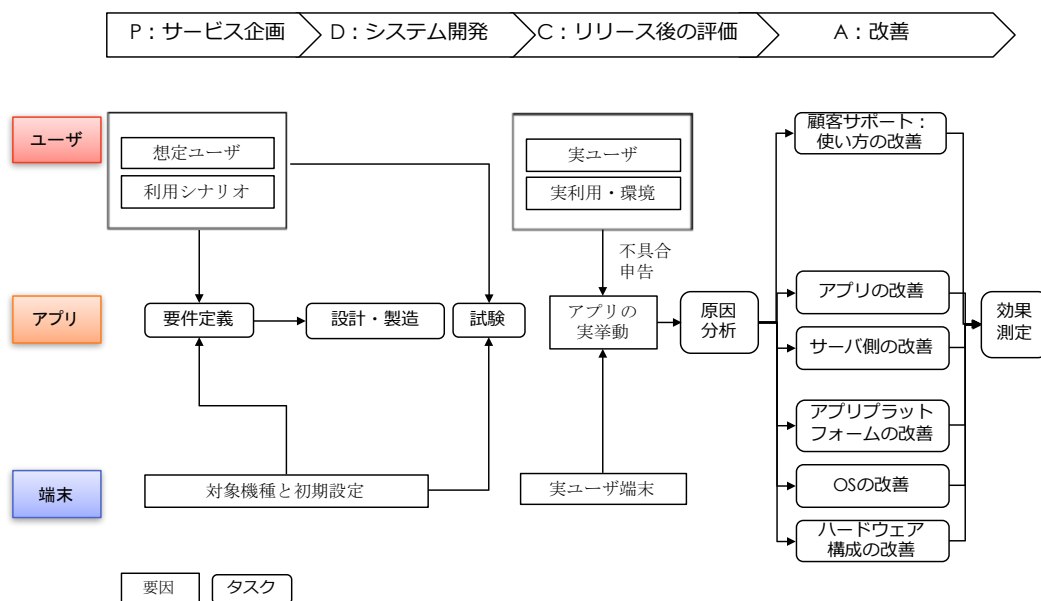 P：サービス企画
D：システム開発
C：リリース後の評価
A：改善
ユーザ
想定ユーザ
利用シナリオ
実ユーザ
実利用・環境
顧客サポート：
使い方の改善
不具合
申告
アプリ
要件定義
設計・製造
試験
アプリの
実挙動
原因
分析
アプリの改善
サーバ側の改善
アプリプラット
フォームの改善
効果
測定
端末
対象機種と初期設定
実ユーザ端末
OSの改善
ハードウェア
構成の改善
要因
タスク